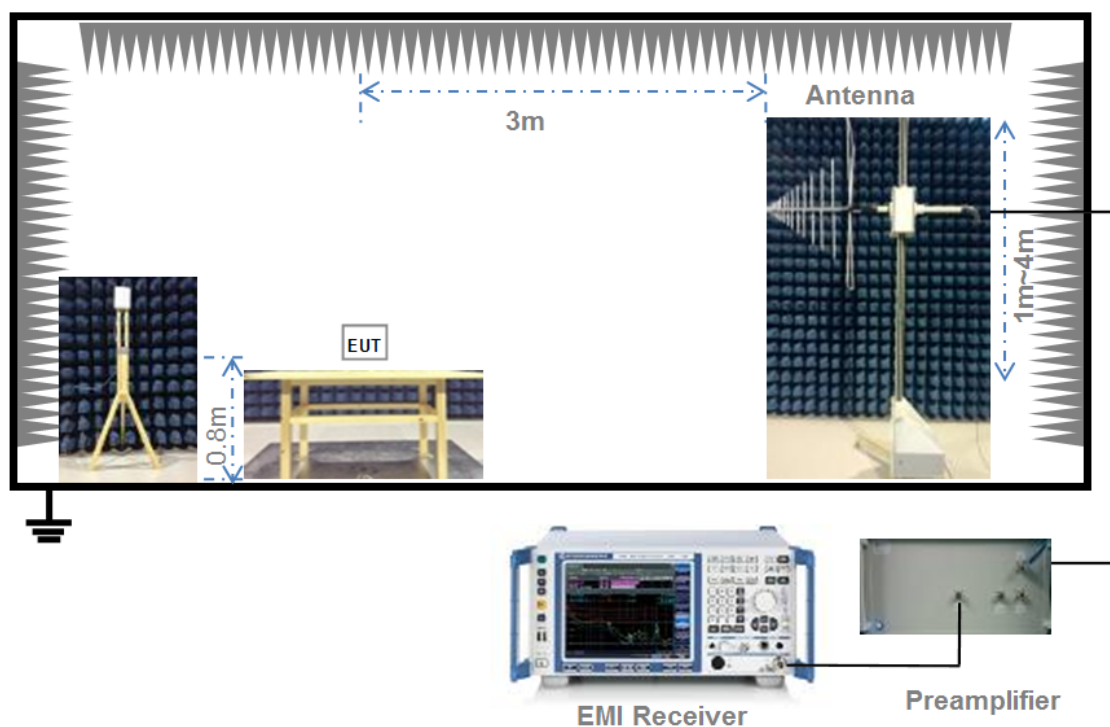 Antenna
3m
1m~4m
EUT
0.8m
EMI Receiver
Preamplifier